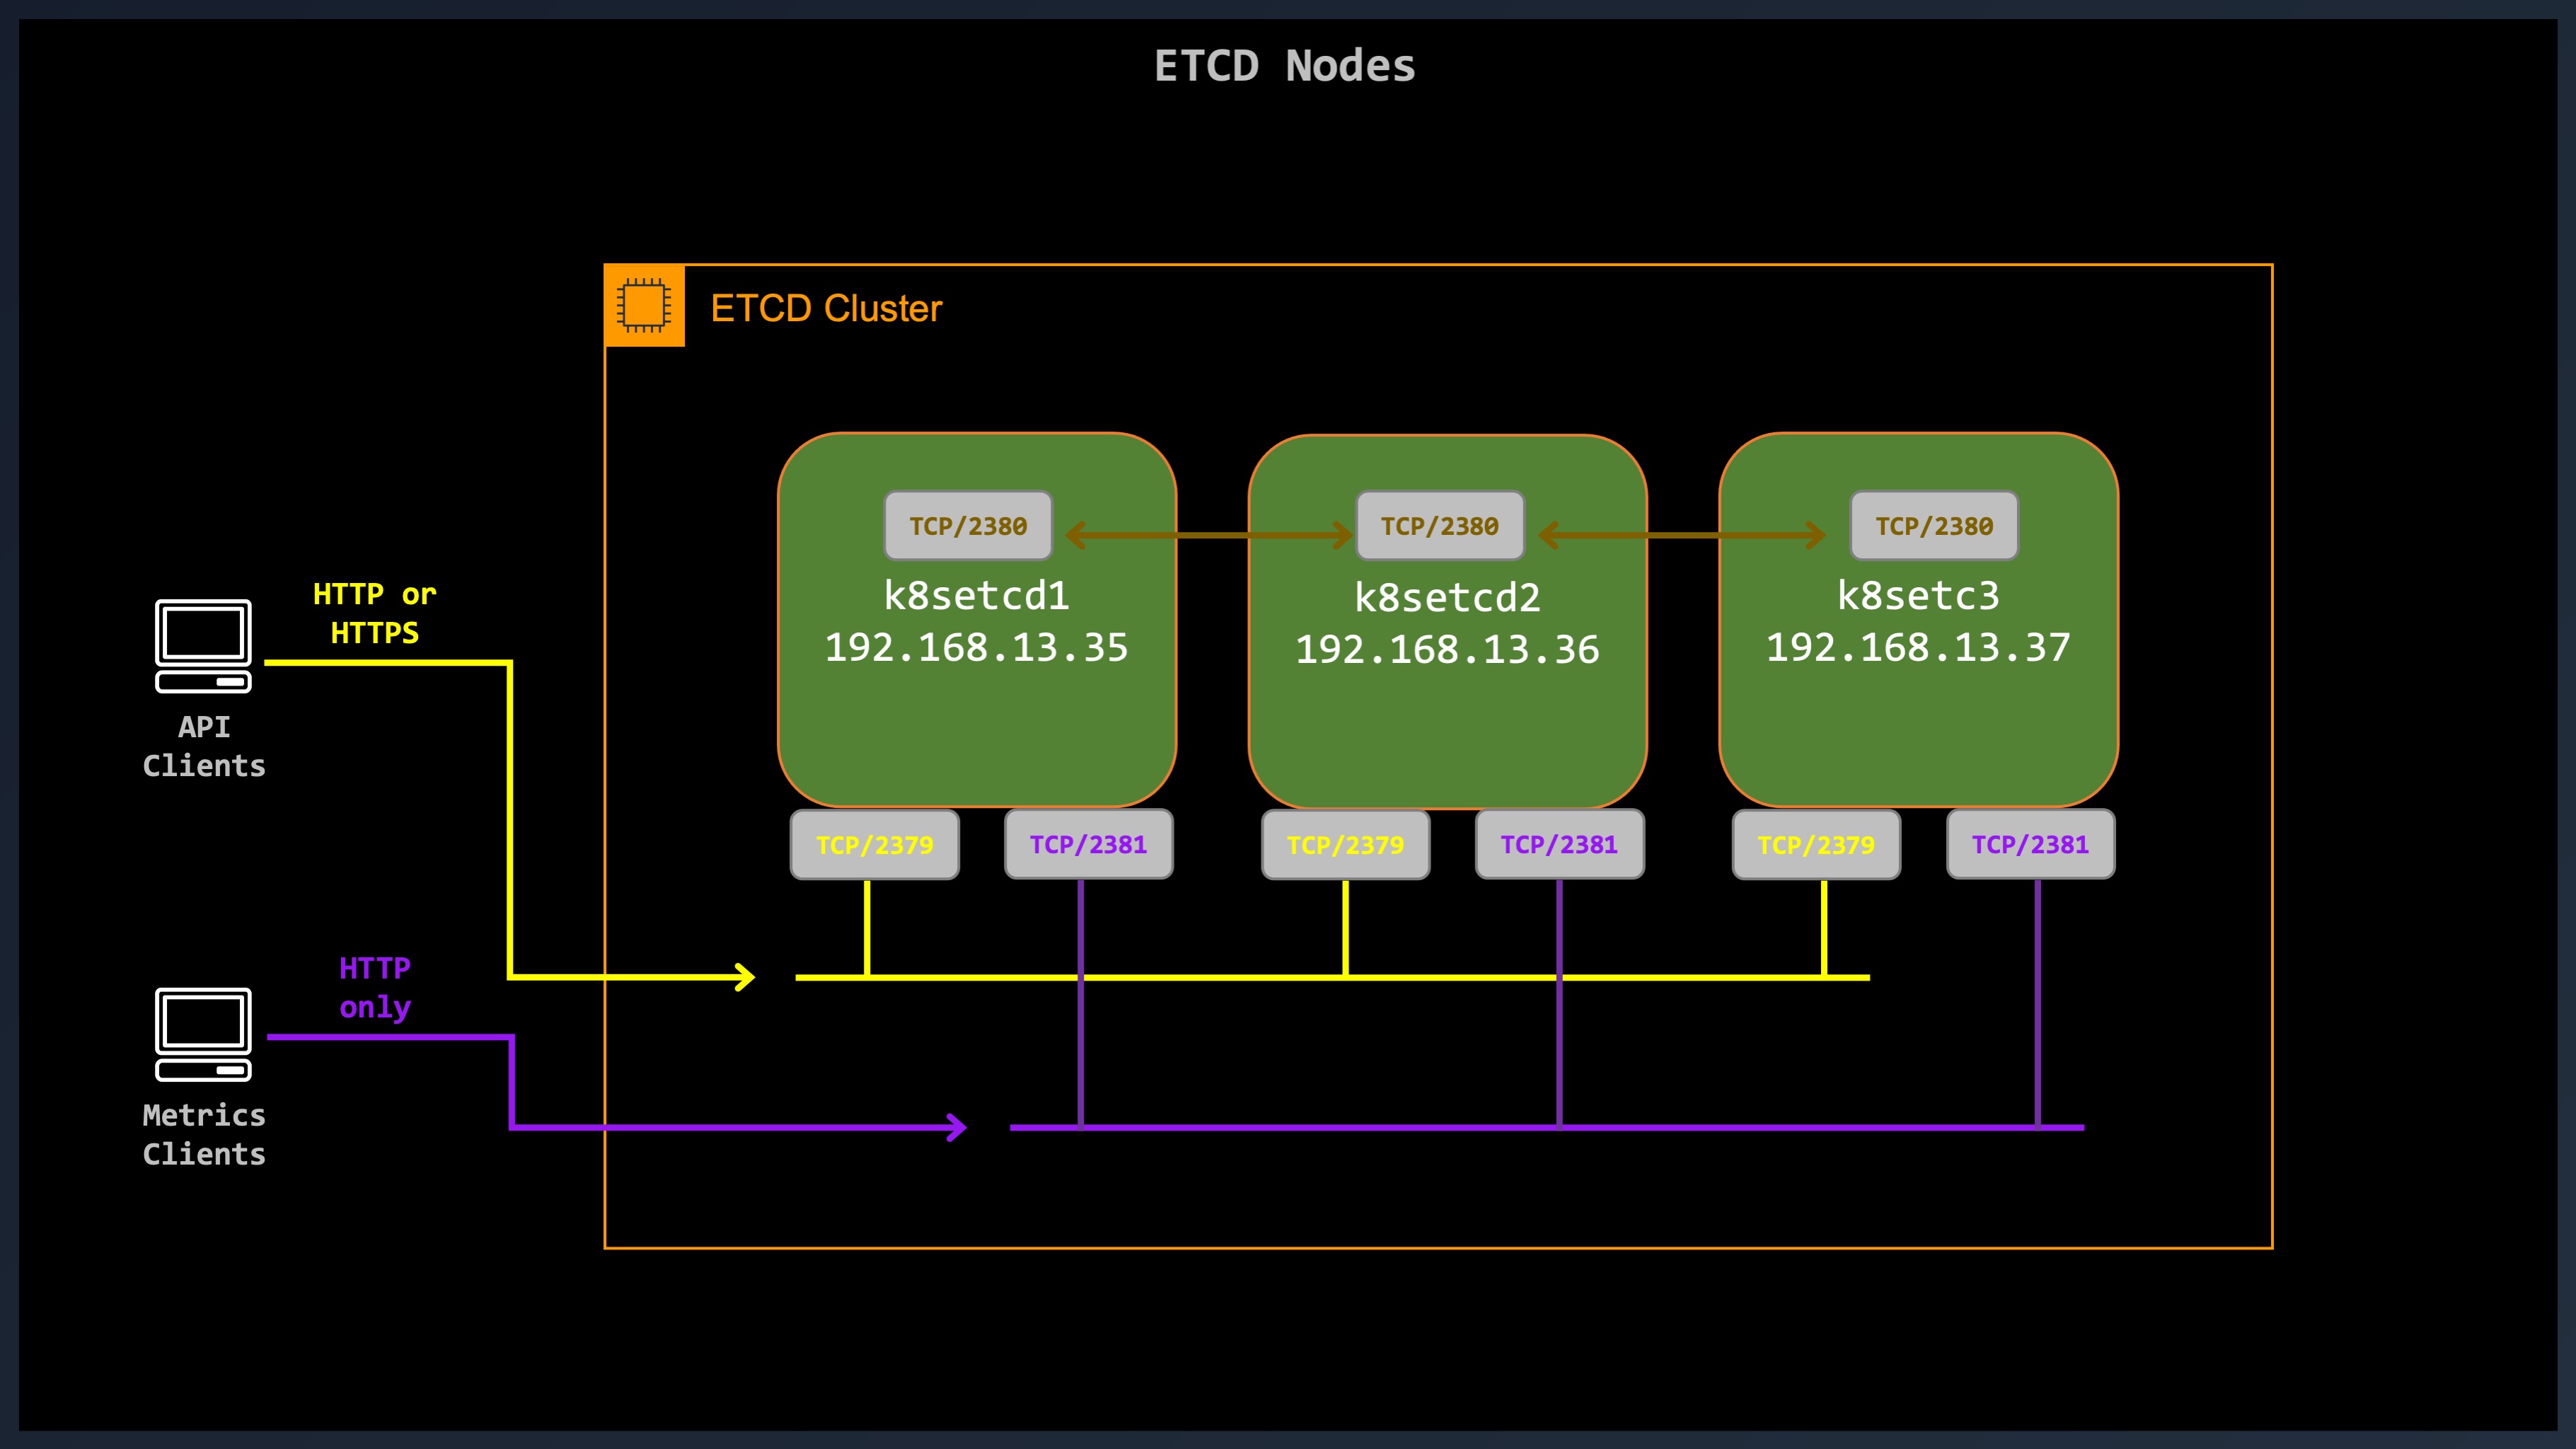 ETCD Nodes
ETCD Cluster
TCP/2380
TCP/2380
TCP/2380
k8setcd1
192.168.13.35
k8setcd2
192.168.13.36
k8setc3
192.168.13.37
HTTP or
HTTPS
API
Clients
TCP/2379
TCP/2381
TCP/2379
TCP/2381
TCP/2379
TCP/2381
HTTP
only
Metrics
Clients